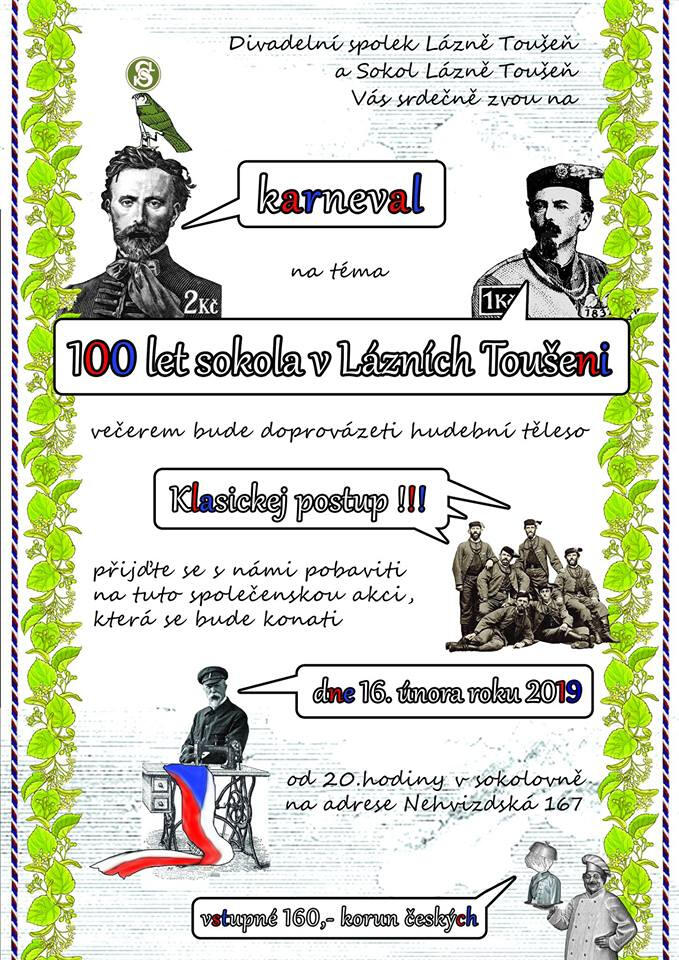 Divadelní spolek Lázně Toušeň
a Sokol Lázně Toušeň
Vás srdečně zvou na
karneval
na téma
2Kč
1Kč
183
100 let sokola v Lázních Toušeni
večerem bude doprovázeti hudební těleso
Klasickej postup !!!
přijďte se s námi pobaviti
na tuto společenskou akci,
která se bude konati
dne 16. února roku 2019
od 20.hodiny v sokolovně
na adrese Nehvizdská 167
vstupné 160,- korun českých